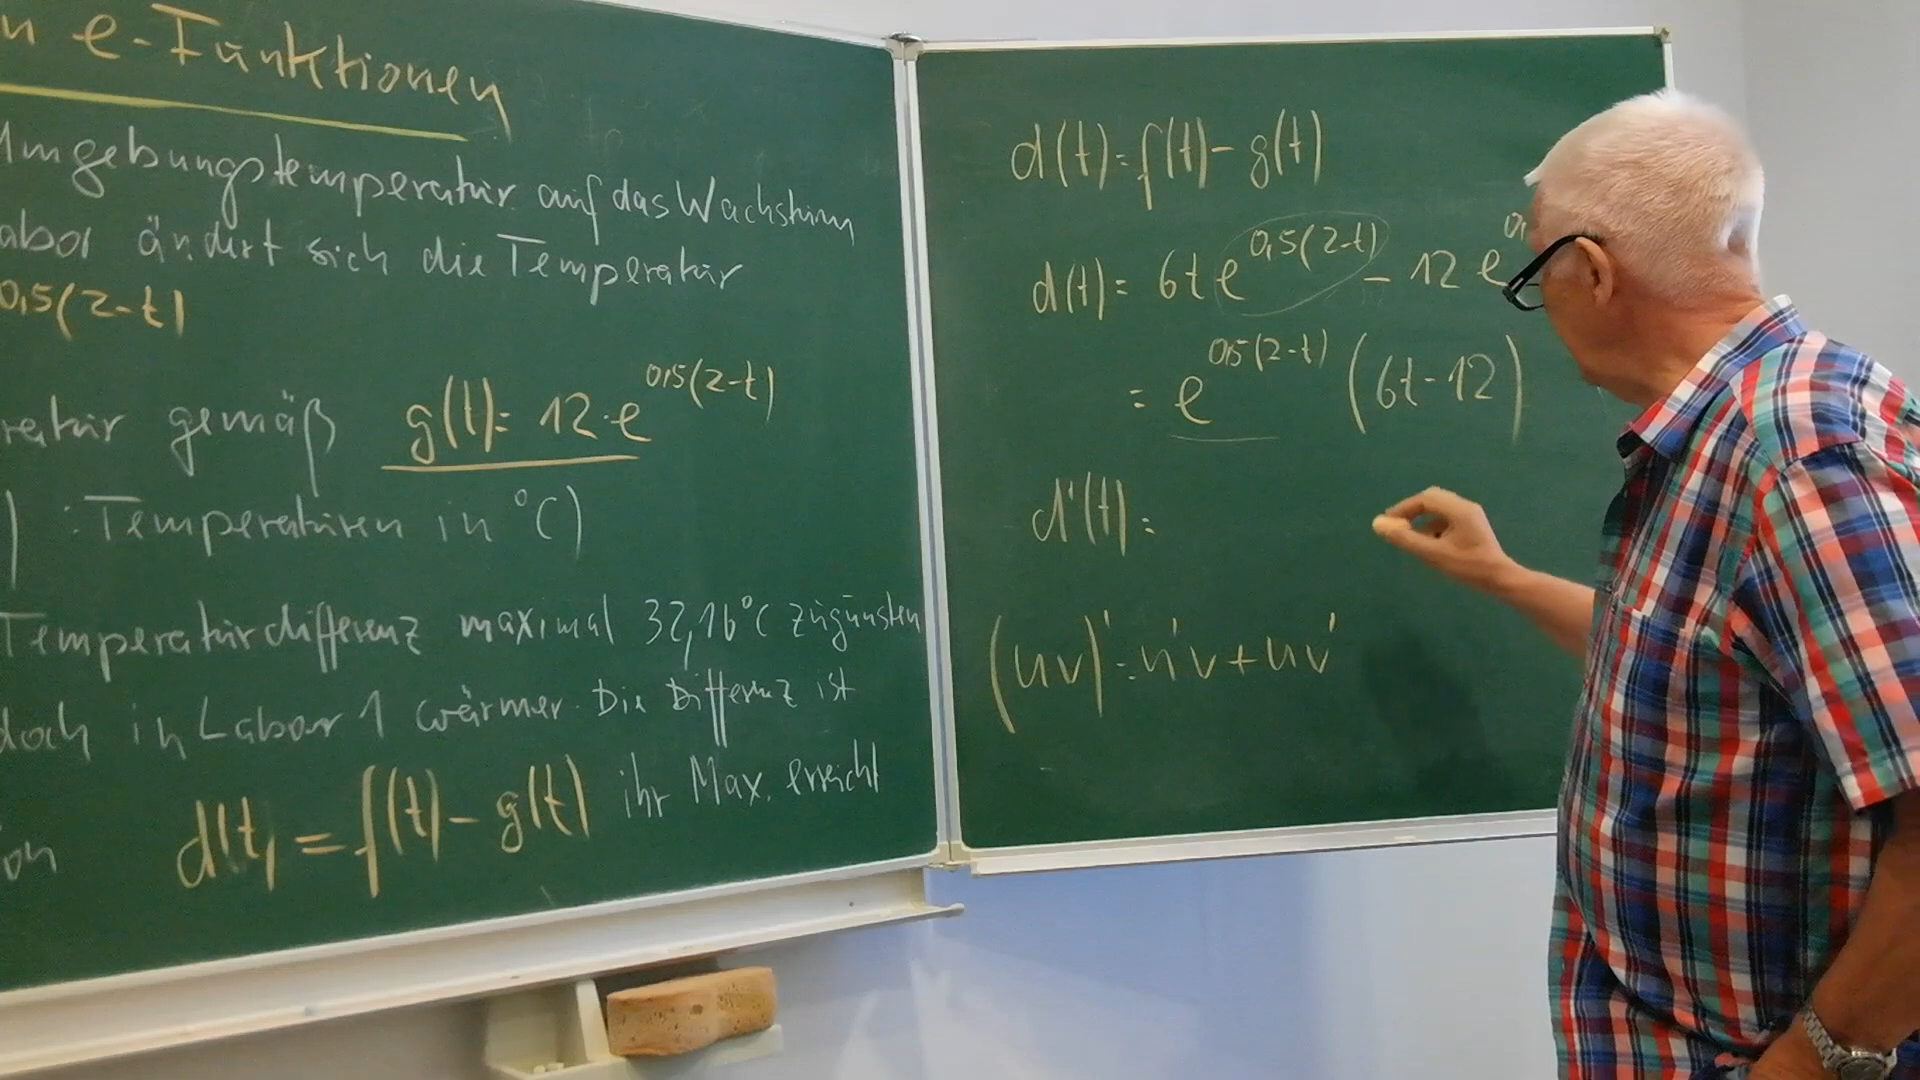 n e-Funktionen
Umgebungstemperatur auf das Wachstum
abor ändert sich die Temperatur
0,5(2-t)
ratur gemäß g(t)= 12·e^0,5(2-t)
) : Temperaturen in °C)
Temperaturdifferenz maximal 32,16°C zugunsten
doch in Labor 1 wärmer. Die Differenz ist
on d(t) = f(t) - g(t) ihr Max. erreicht
d(t)= f(t)- g(t)
d(t)= 6t e^0,5(2-t) - 12 e^0,
= e^0,5(2-t) (6t-12)
d'(t)=
(uv)'= u'v+uv'